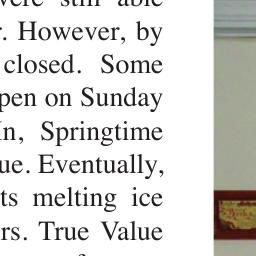 were still able
r. However, by
closed. Some
pen on Sunday
In, Springtime
ue. Eventually,
ts melting ice
rs. True Value